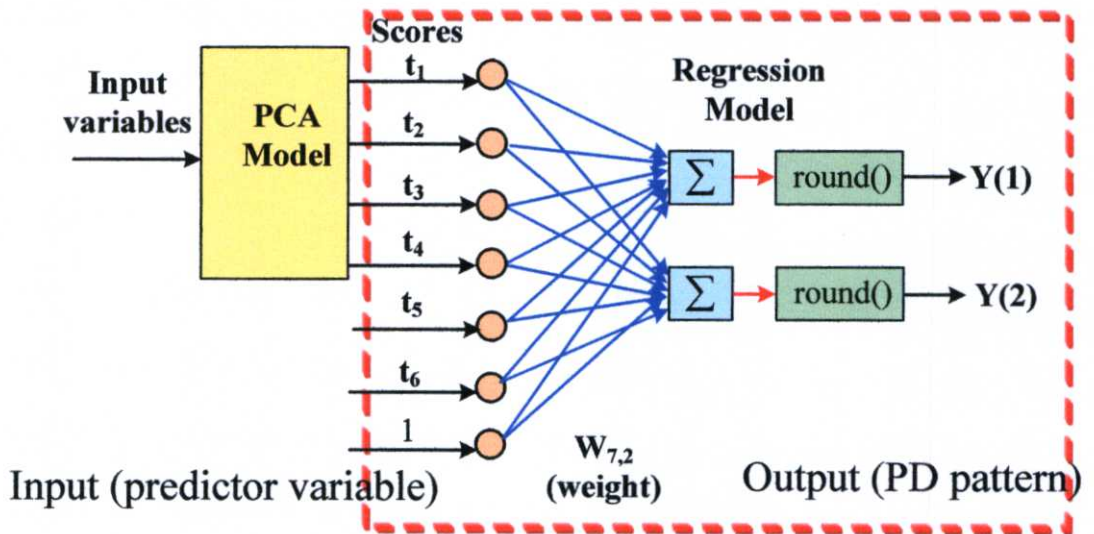 Scores
Input
variables
PCA
Model
t1
t2
t3
t4
t5
t6
1
Regression
Model
Σ
round()
Y(1)
Σ
round()
Y(2)
W7,2
(weight)
Input (predictor variable)
Output (PD pattern)